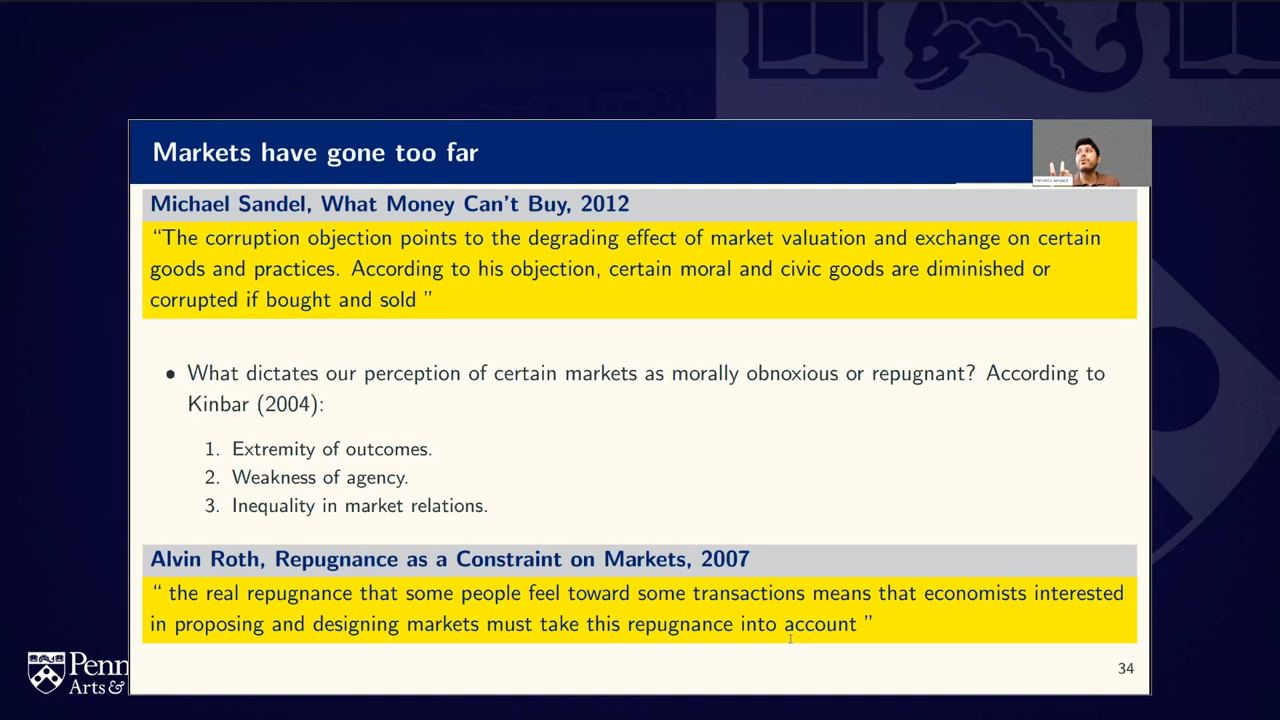 Markets have gone too far
Michael Sandel, What Money Can't Buy, 2012
“The corruption objection points to the degrading effect of market valuation and exchange on certain
goods and practices. According to his objection, certain moral and civic goods are diminished or
corrupted if bought and sold ”
• What dictates our perception of certain markets as morally obnoxious or repugnant? According to
Kinbar (2004):
1. Extremity of outcomes.
2. Weakness of agency.
3. Inequality in market relations.
Alvin Roth, Repugnance as a Constraint on Markets, 2007
“ the real repugnance that some people feel toward some transactions means that economists interested
in proposing and designing markets must take this repugnance into account ”
34
Penn
Arts &